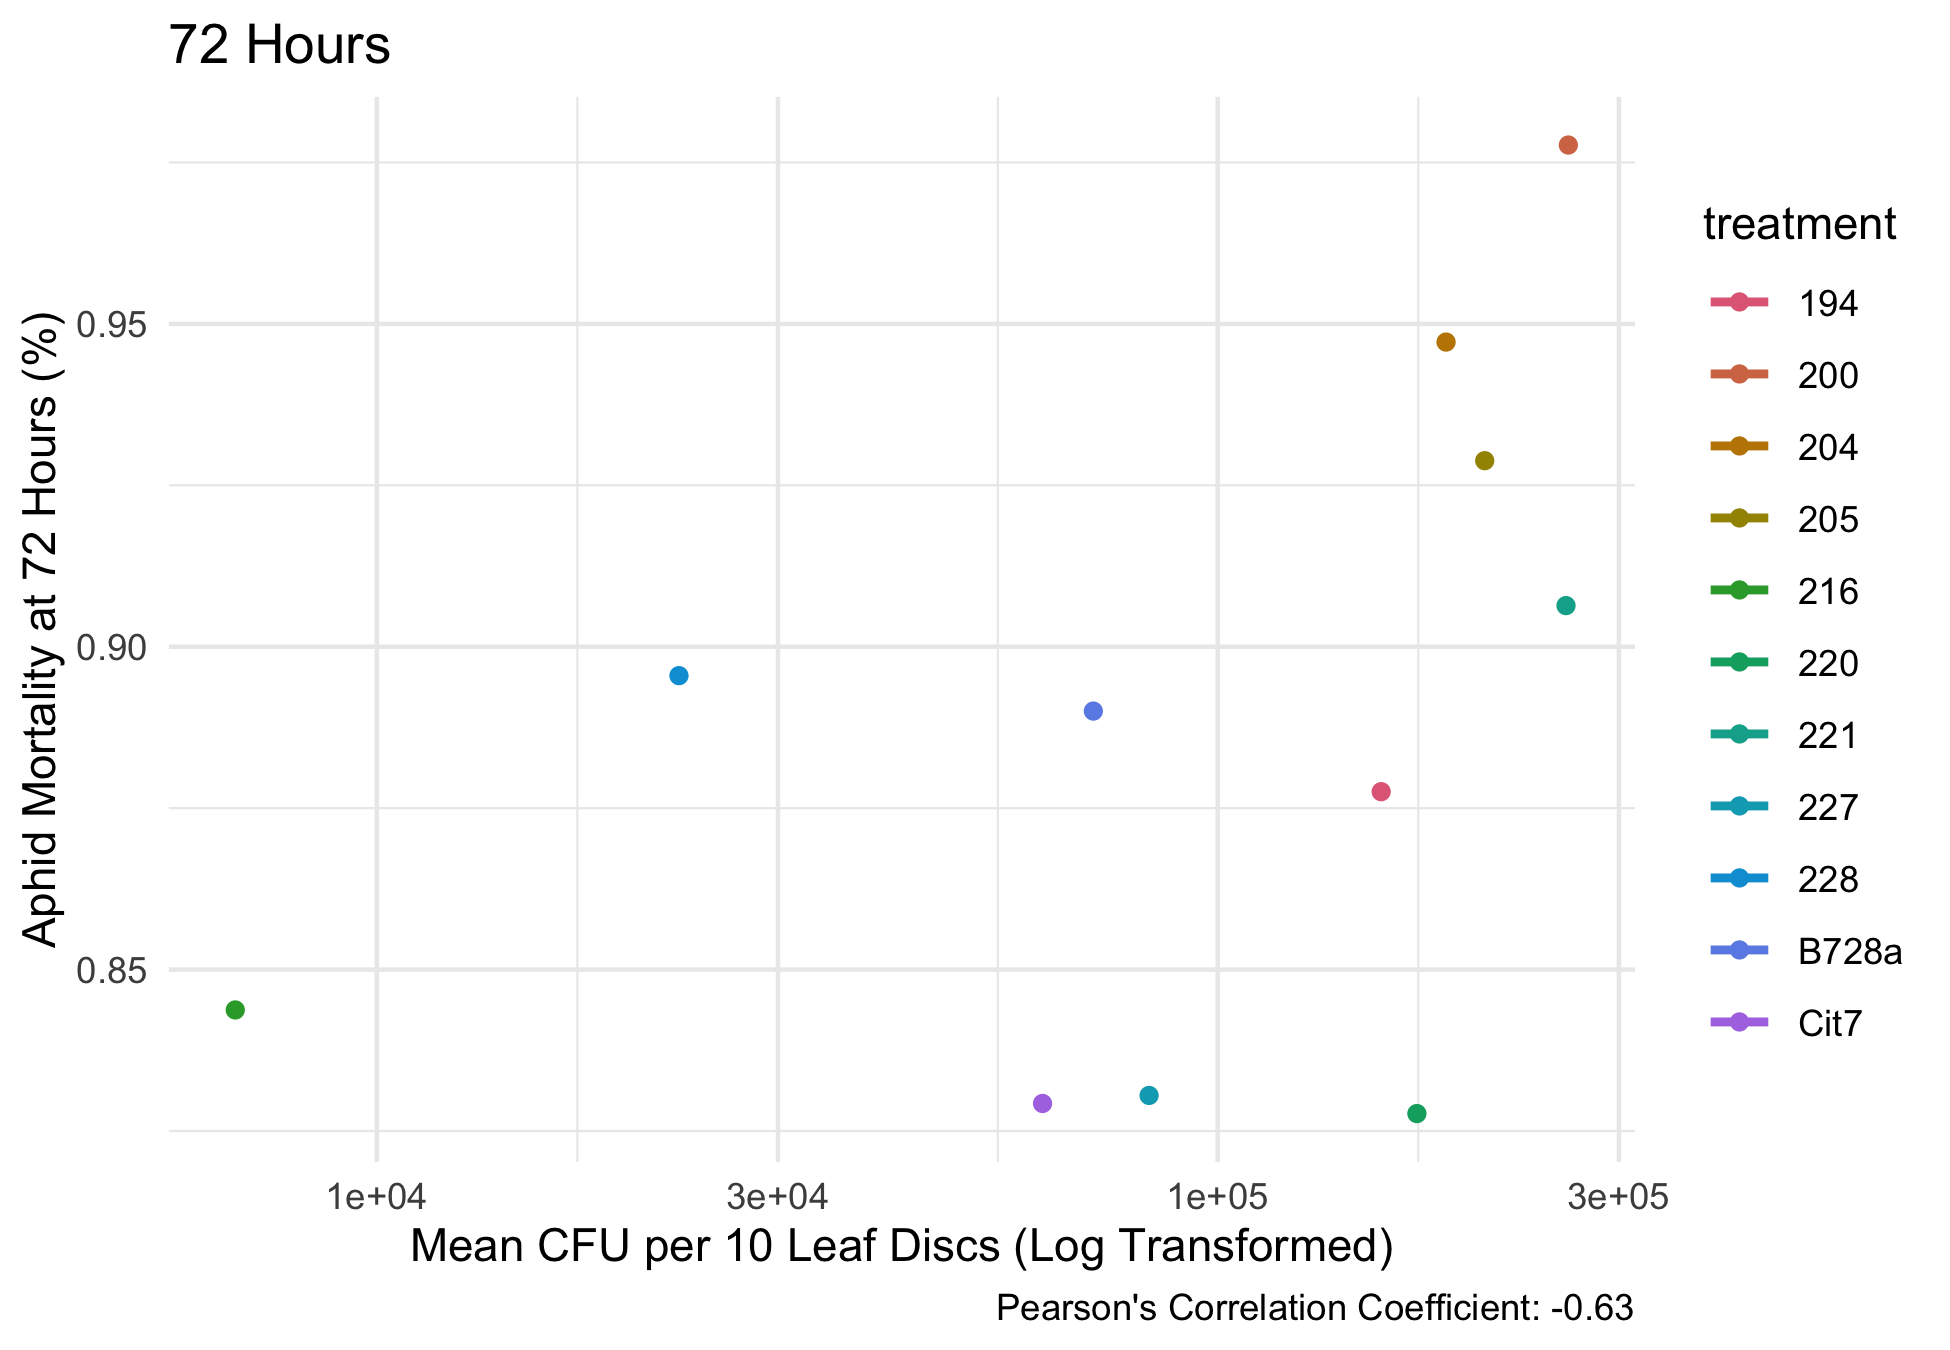 72 Hours
Aphid Mortality at 72 Hours (%)
0.95
0.90
0.85
1e+04 3e+04 1e+05 3e+05
Mean CFU per 10 Leaf Discs (Log Transformed)
Pearson's Correlation Coefficient: -0.63
treatment
194
200
204
205
216
220
221
227
228
B728a
Cit7